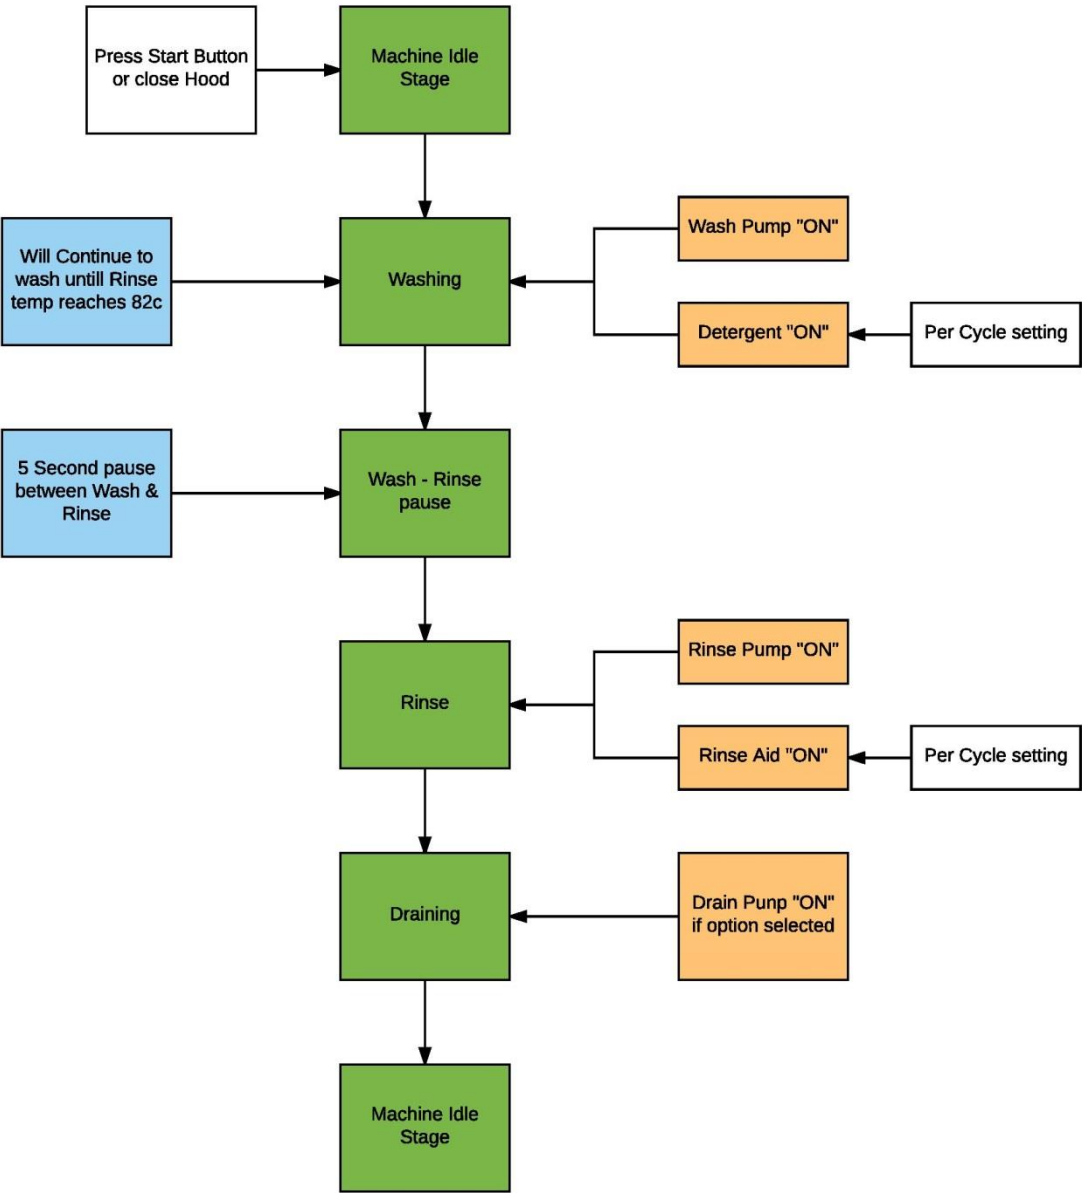 Press Start Button
or close Hood
Machine Idle
Stage
Will Continue to
wash untill Rinse
temp reaches 82c
Washing
Wash Pump "ON"
Detergent "ON"
Per Cycle setting
5 Second pause
between Wash &
Rinse
Wash - Rinse
pause
Rinse
Rinse Pump "ON"
Rinse Aid "ON"
Per Cycle setting
Draining
Drain Punp "ON"
if option selected
Machine Idle
Stage